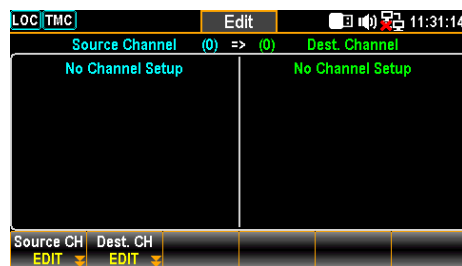 LOC TMC Edit 11:31:14
Source Channel (0) => (0) Dest. Channel
No Channel Setup No Channel Setup
Source CH Dest. CH
EDIT EDIT